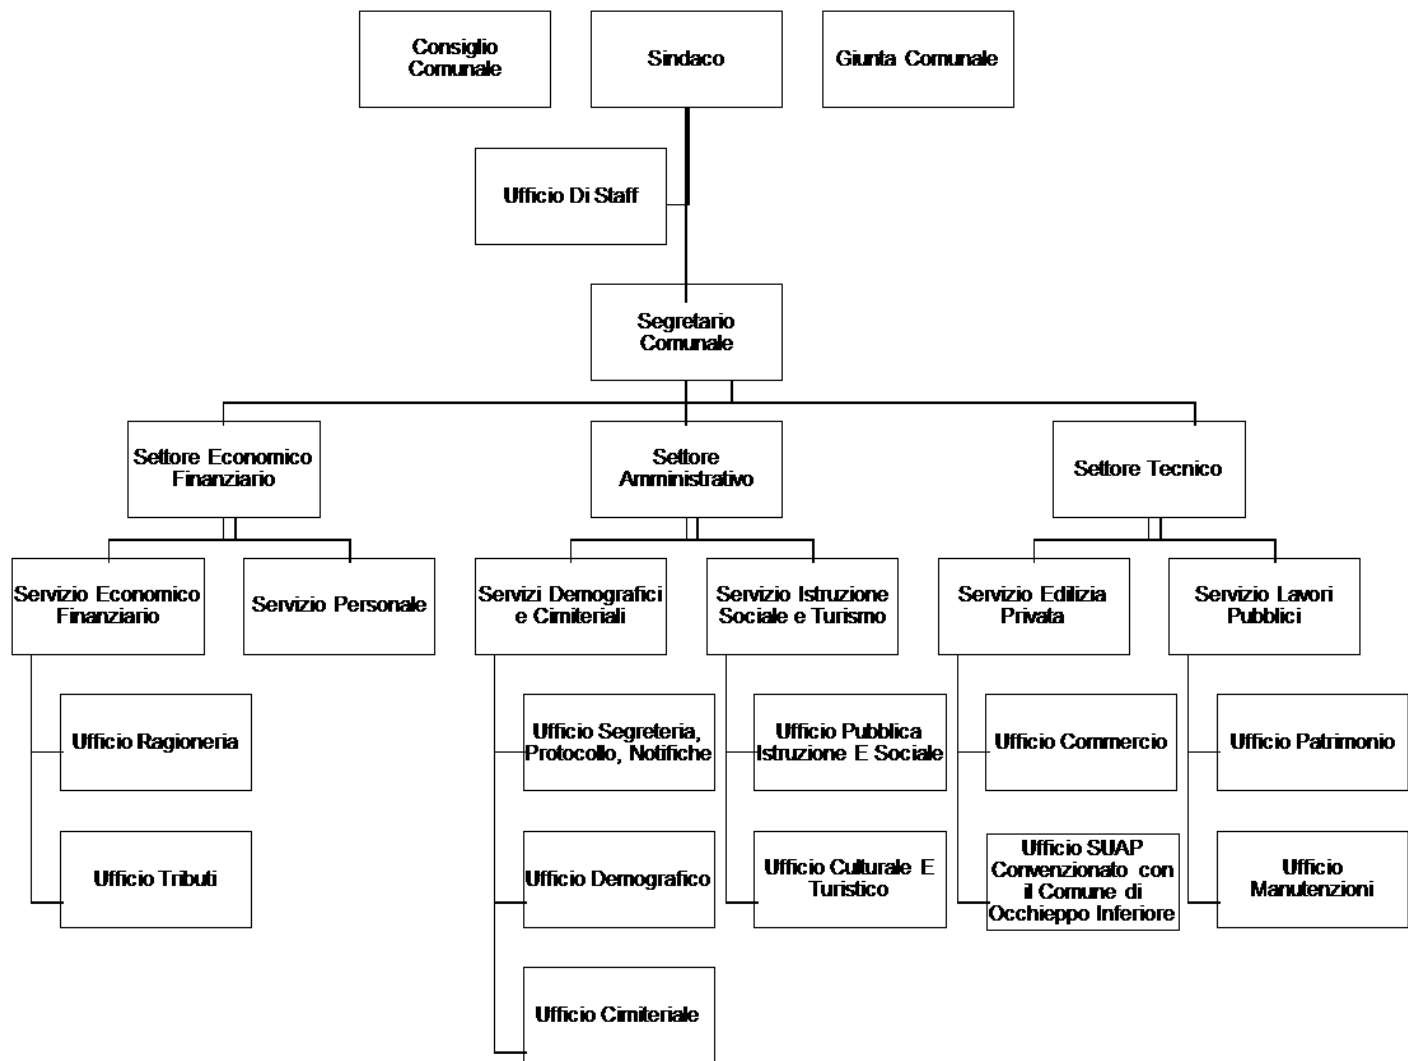 Consiglio
Comunale
Sindaco
Giunta Comunale
Ufficio Di Staff
Segretario
Comunale
Settore Economico
Finanziario
Settore
Amministrativo
Settore Tecnico
Servizio Economico
Finanziario
Servizio Personale
Servizi Demografici
e Cimiteriali
Servizio Istruzione
Sociale e Turismo
Servizio Edilizia
Privata
Servizio Lavori
Pubblici
Ufficio Ragioneria
Ufficio Segreteria,
Protocollo, Notifiche
Ufficio Pubblica
Istruzione E Sociale
Ufficio Commercio
Ufficio Patrimonio
Ufficio Tributi
Ufficio Demografico
Ufficio Culturale E
Turistico
Ufficio SUAP
Convenzionato con
il Comune di
Occhieppo Inferiore
Ufficio
Manutenzioni
Ufficio Cimiteriale